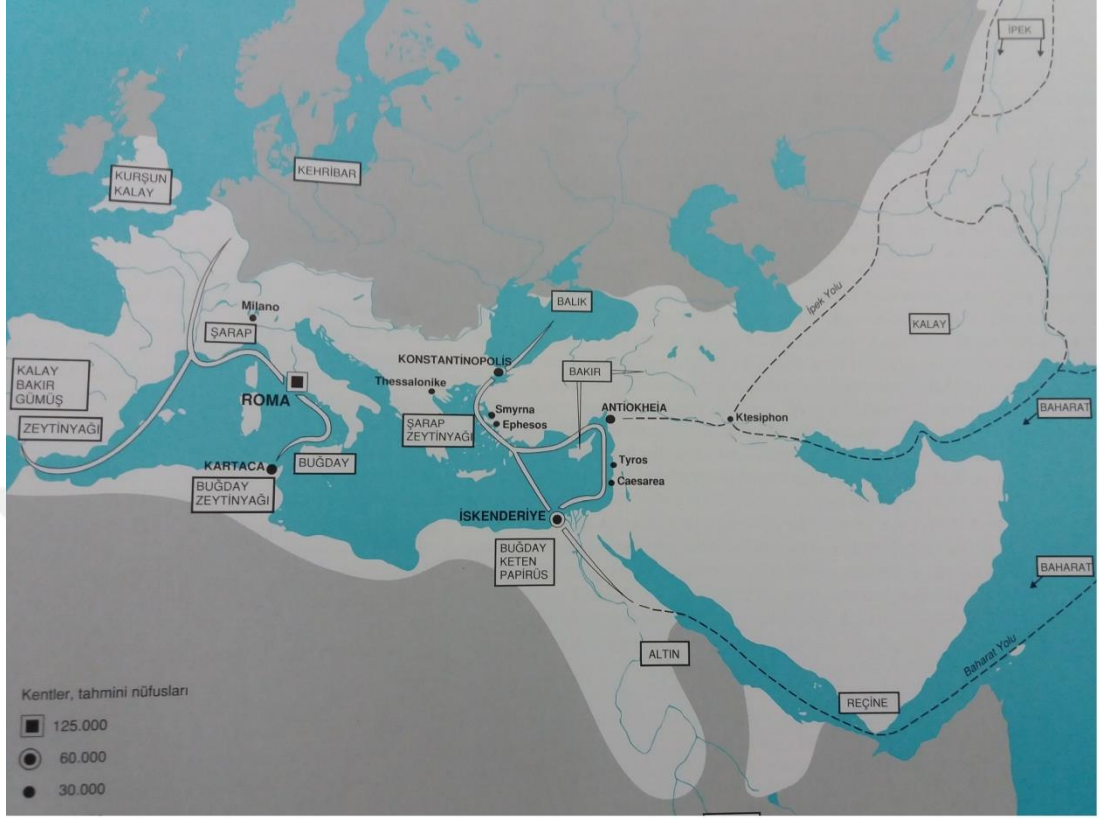 İPEK
KURŞUN
KALAY
KEHRİBAR
Milano
ŞARAP
BALIK
İpek Yolu
KALAY
KALAY
BAKIR
GÜMÜŞ
ZEYTİNYAĞI
ROMA
KONSTANTİNOPOLİS
Thessalonike
BAKIR
ŞARAP
ZEYTİNYAĞI
Smyrna
Ephesos
ANTİOKHEİA
Ktesiphon
BAHARAT
KARTACA
BUĞDAY
BUĞDAY
ZEYTİNYAĞI
Tyros
Caesarea
İSKENDERİYE
BUĞDAY
KETEN
PAPİRÜS
BAHARAT
ALTIN
Baharat Yolu
REÇİNE
Kentler, tahmini nüfusları
125.000
60.000
30.000